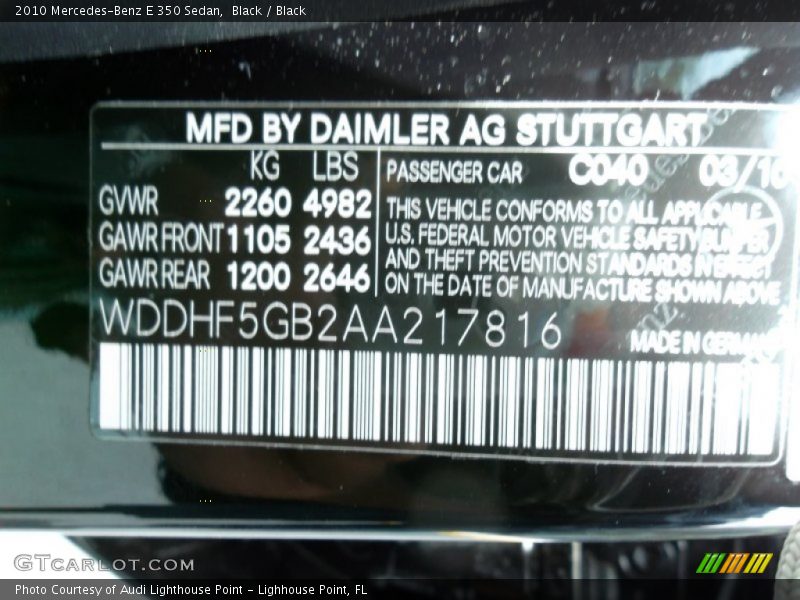 2010 Mercedes-Benz E 350 Sedan, Black / Black
MFD BY DAIMLER AG STUTTGART
KG LBS
GVWR 2260 4982
GAWR FRONT 1105 2436
GAWR REAR 1200 2646
PASSENGER CAR C040 03/10
THIS VEHICLE CONFORMS TO ALL APPLICABLE
U.S. FEDERAL MOTOR VEHICLE SAFETY BUMPER
AND THEFT PREVENTION STANDARDS IN EFFECT
ON THE DATE OF MANUFACTURE SHOWN ABOVE
WDDHF5GB2AA217816
MADE IN GERMANY
GTCARLOT.COM
Photo Courtesy of Audi Lighthouse Point - Lighhouse Point, FL